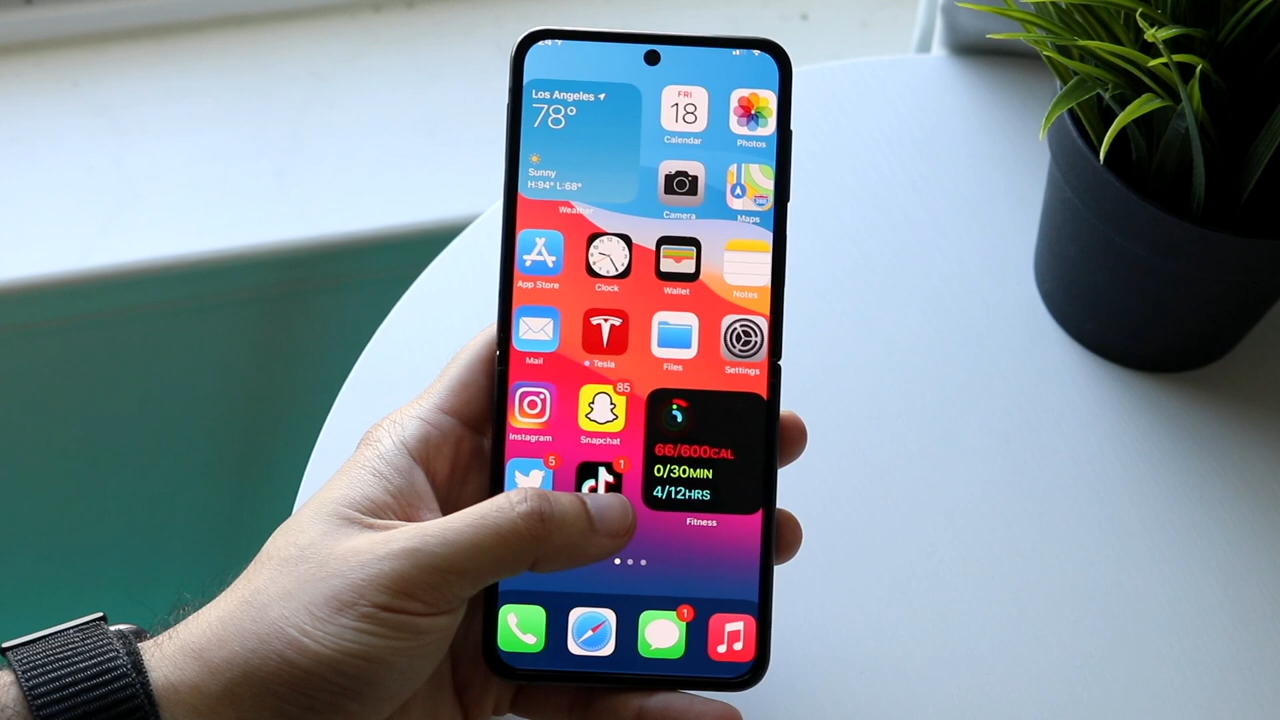 Los Angeles
78°
Sunny
H:94° L:68°
Weather
FRI
18
Calendar
Photos
Camera
Maps
App Store
Clock
Wallet
Notes
Mail
Tesla
Files
Settings
Instagram
85
Snapchat
5
1
66/600CAL
0/30MIN
4/12HRS
Fitness
1